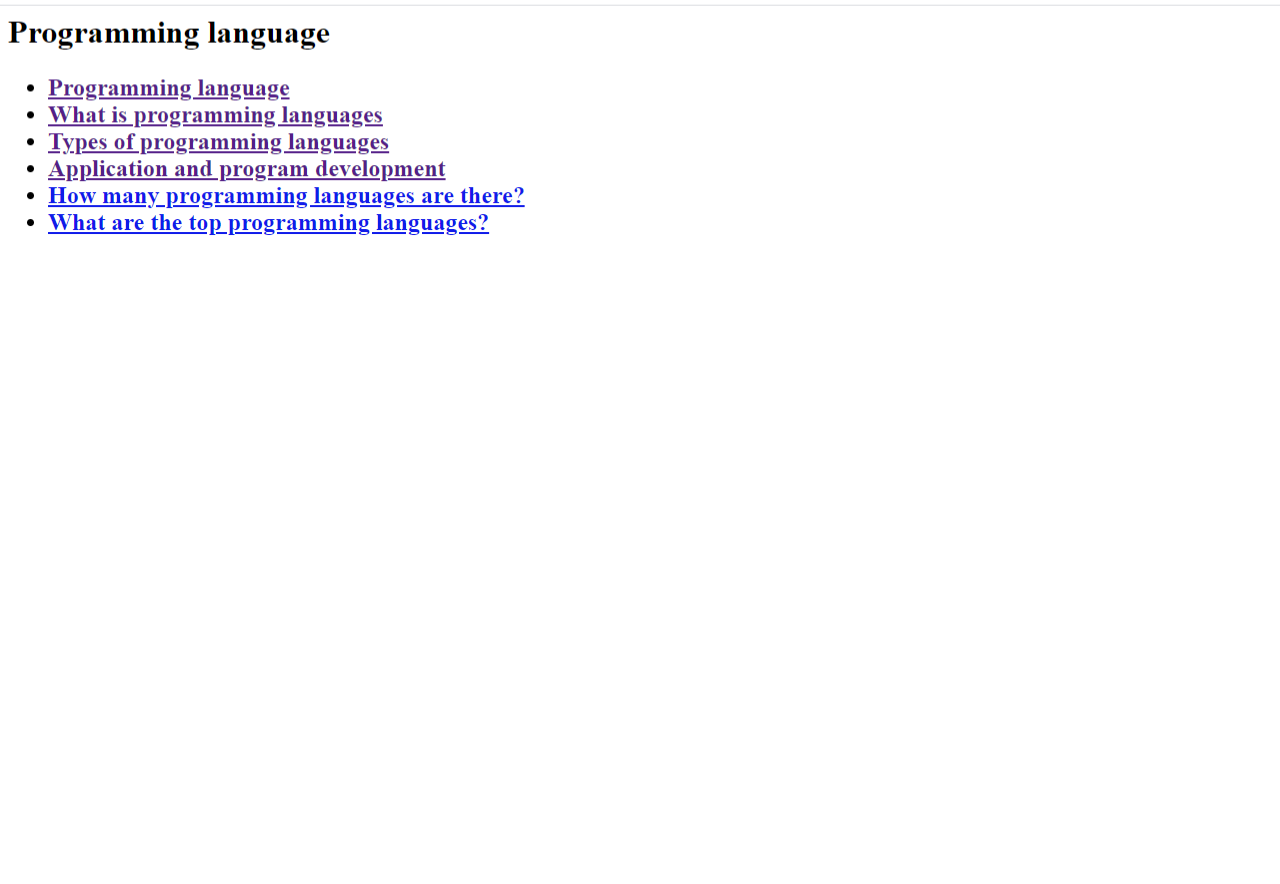 Programming language
Programming language
What is programming languages
Types of programming languages
Application and program development
How many programming languages are there?
What are the top programming languages?